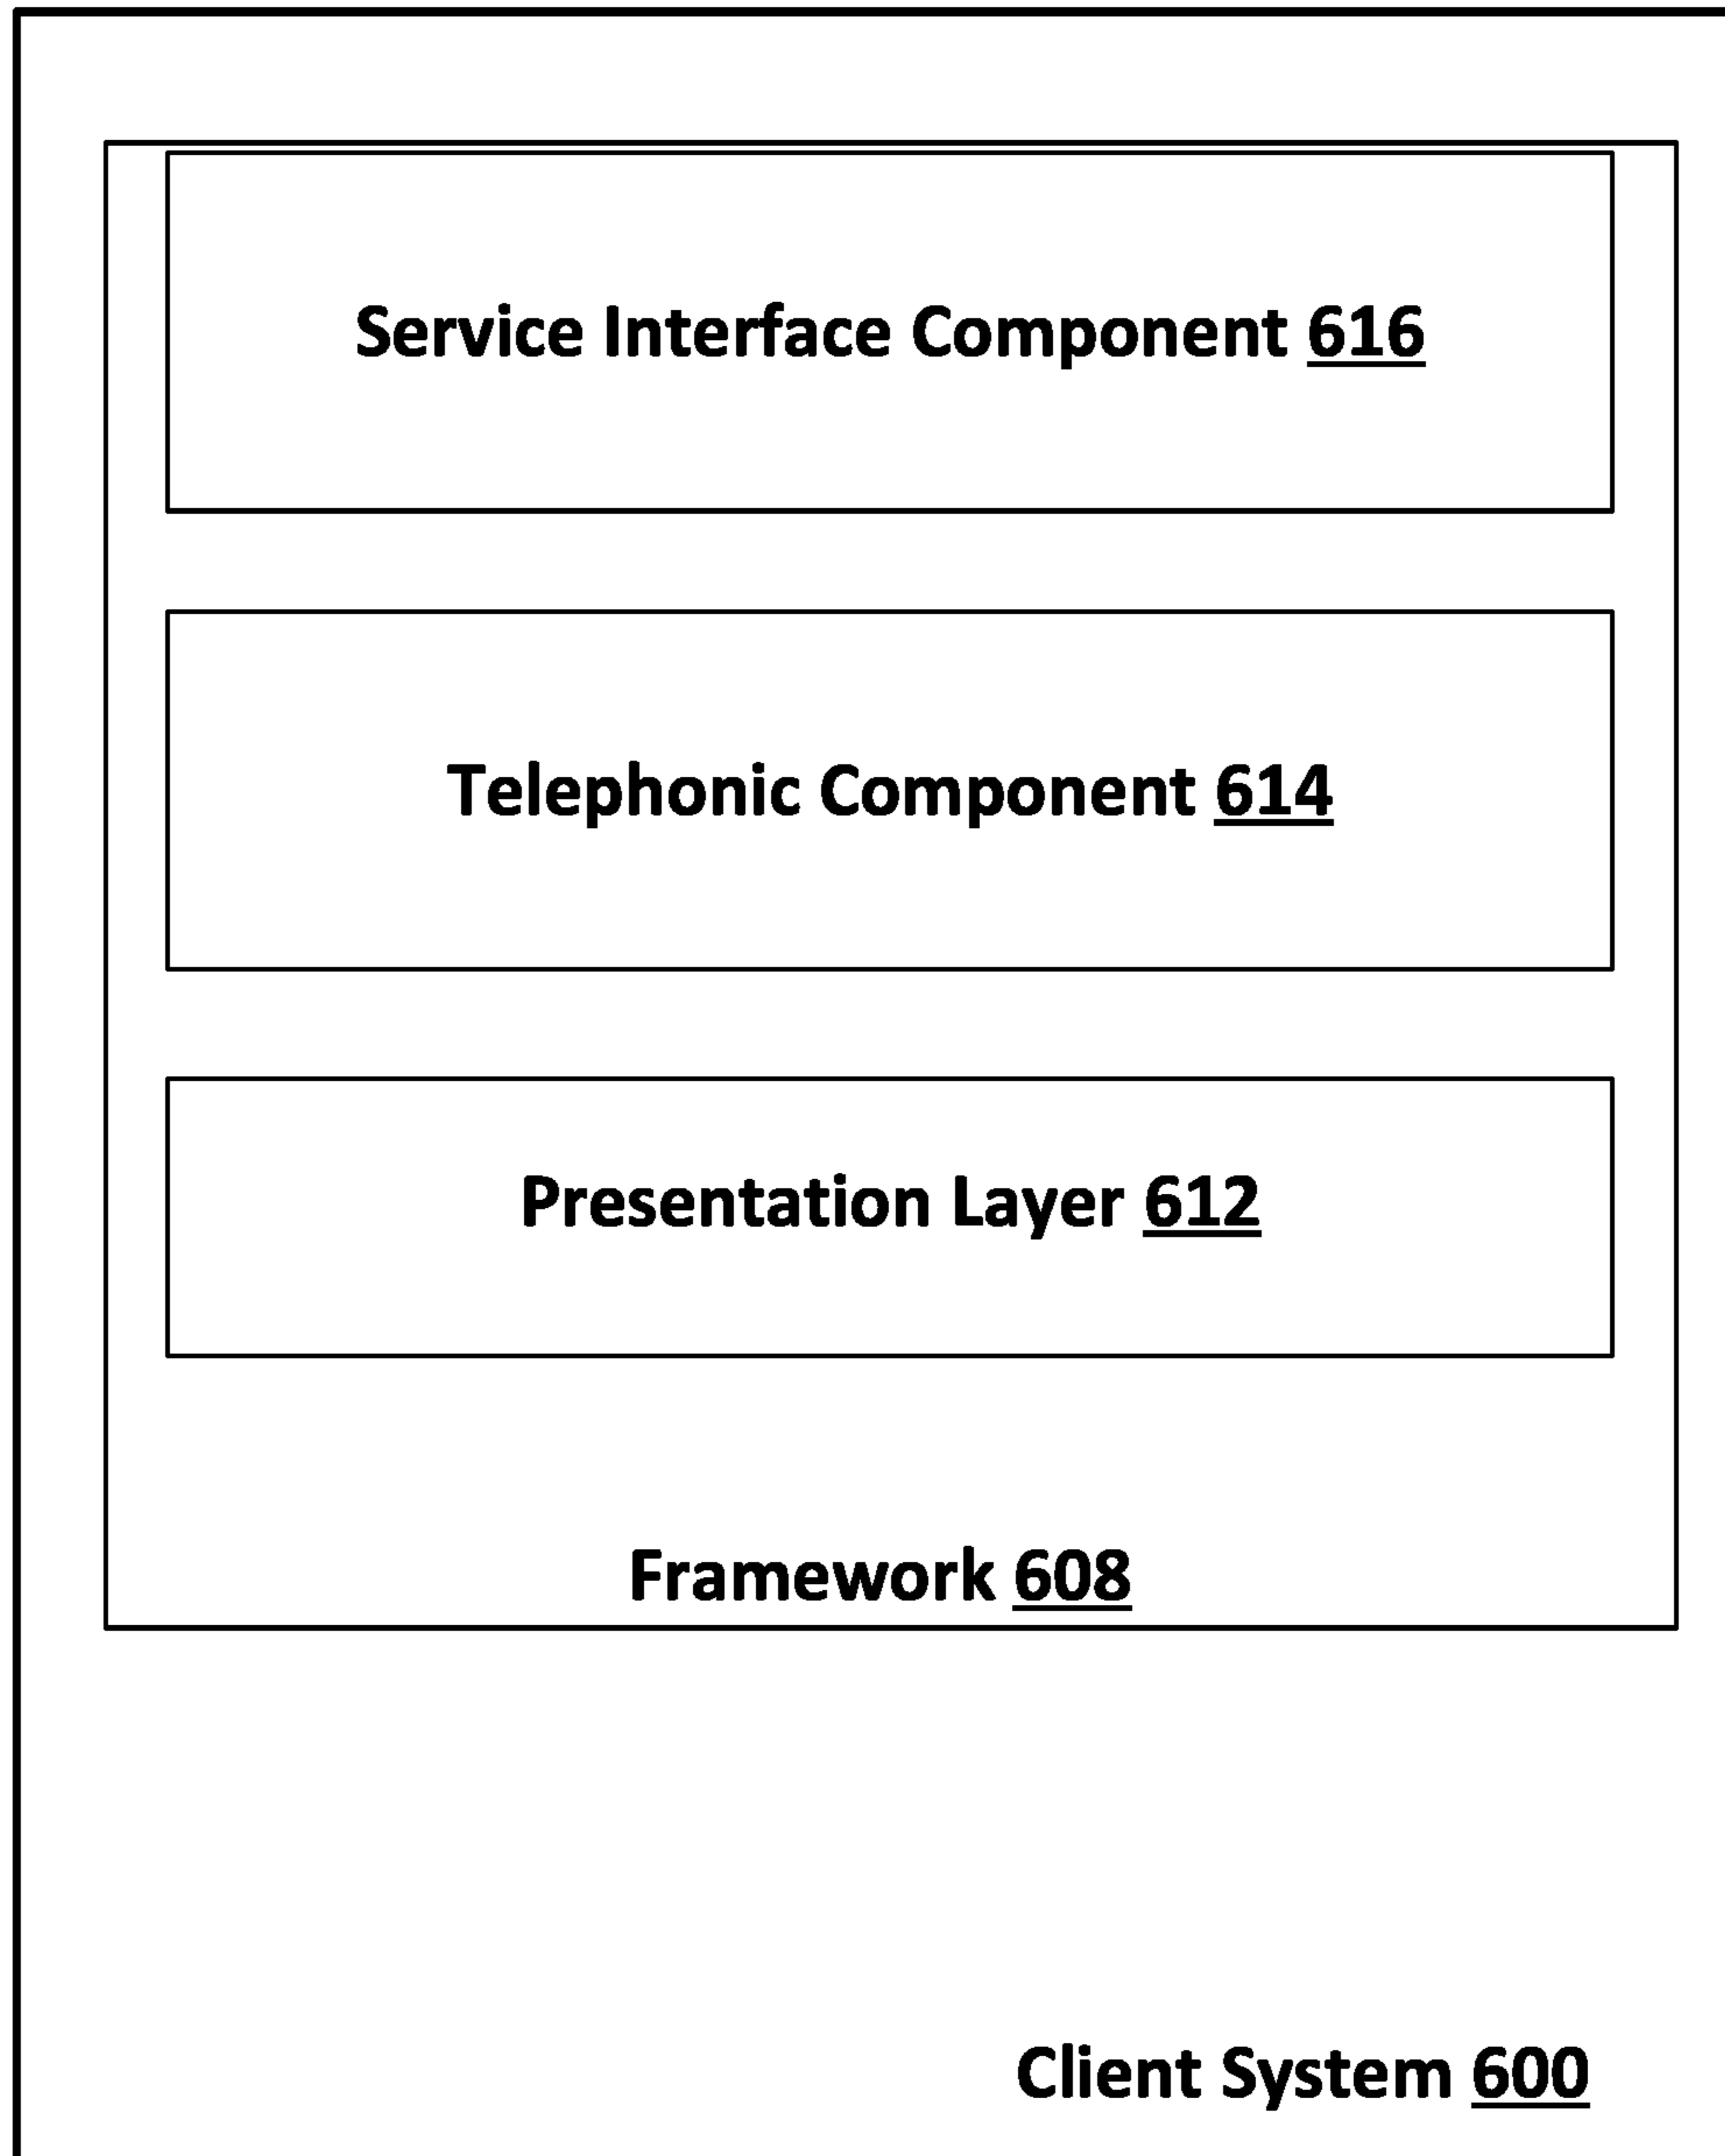 Service Interface Component 616
Telephonic Component 614
Presentation Layer 612
Framework 608
Client System 600